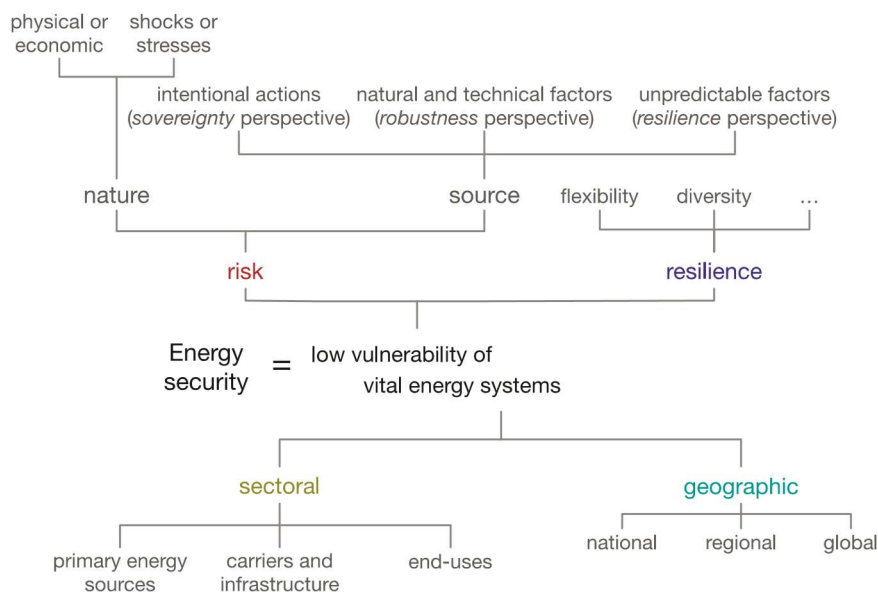 physical or
economic
shocks or
stresses
intentional actions
(sovereignty perspective)
natural and technical factors
(robustness perspective)
unpredictable factors
(resilience perspective)
nature
source
flexibility
diversity
...
risk
resilience
Energy
security
=
low vulnerability of
vital energy systems
sectoral
geographic
primary energy
sources
carriers and
infrastructure
end-uses
national
regional
global